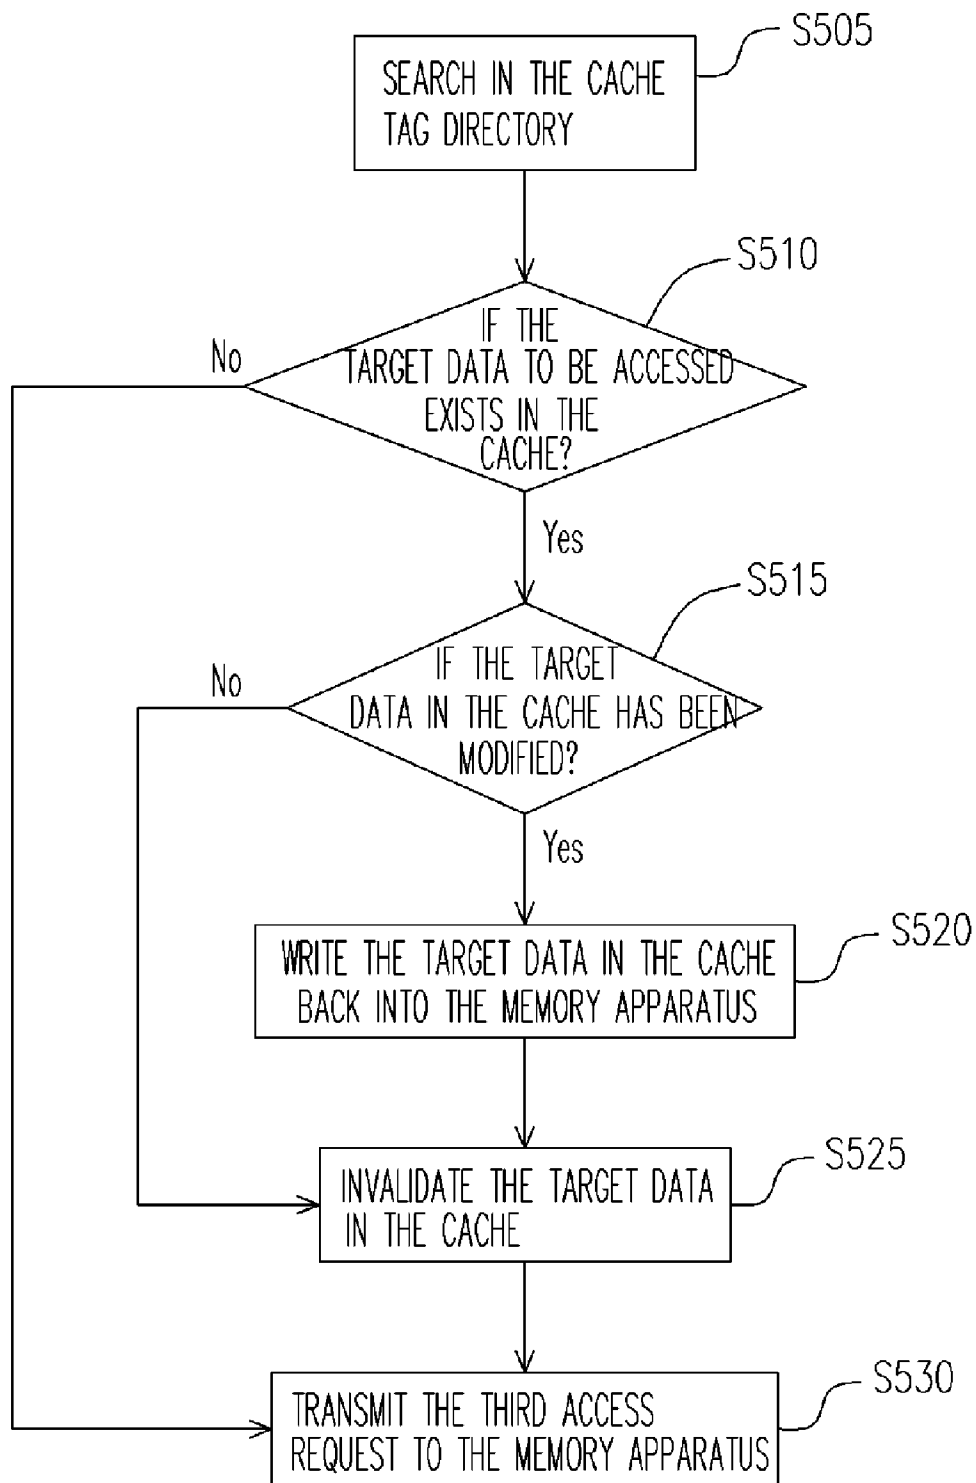 S505
SEARCH IN THE CACHE
TAG DIRECTORY
S510
IF THE
TARGET DATA TO BE ACCESSED
EXISTS IN THE
CACHE?
No
Yes
S515
IF THE TARGET
DATA IN THE CACHE HAS BEEN
MODIFIED?
No
Yes
S520
WRITE THE TARGET DATA IN THE CACHE
BACK INTO THE MEMORY APPARATUS
S525
INVALIDATE THE TARGET DATA
IN THE CACHE
S530
TRANSMIT THE THIRD ACCESS
REQUEST TO THE MEMORY APPARATUS